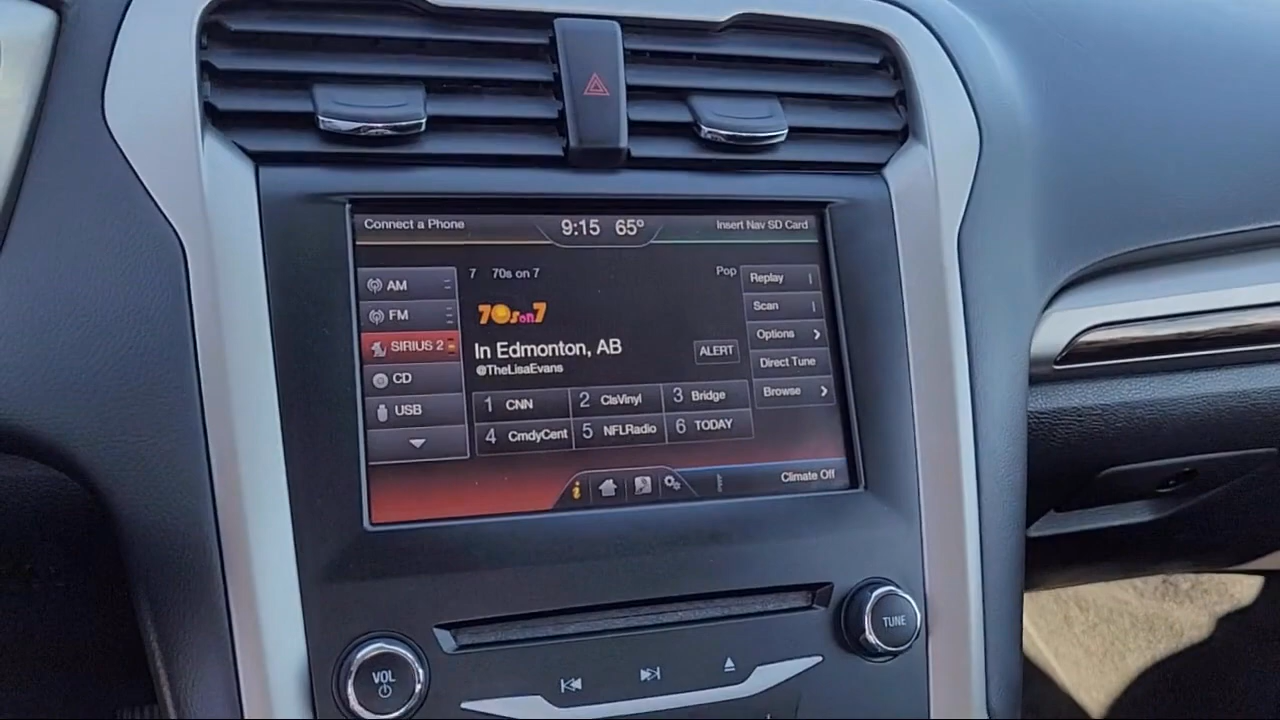 Connect a Phone
9:15 65°
Insert Nav SD Card
AM
FM
SIRIUS 2
CD
USB
7 70s on 7
Pop
70s on 7
In Edmonton, AB
@TheLisaEvans
ALERT
1 CNN
2 ClsVinyl
3 Bridge
4 CmdyCent
5 NFLRadio
6 TODAY
Replay
Scan
Options
Direct Tune
Browse
i
Climate Off
VOL
TUNE